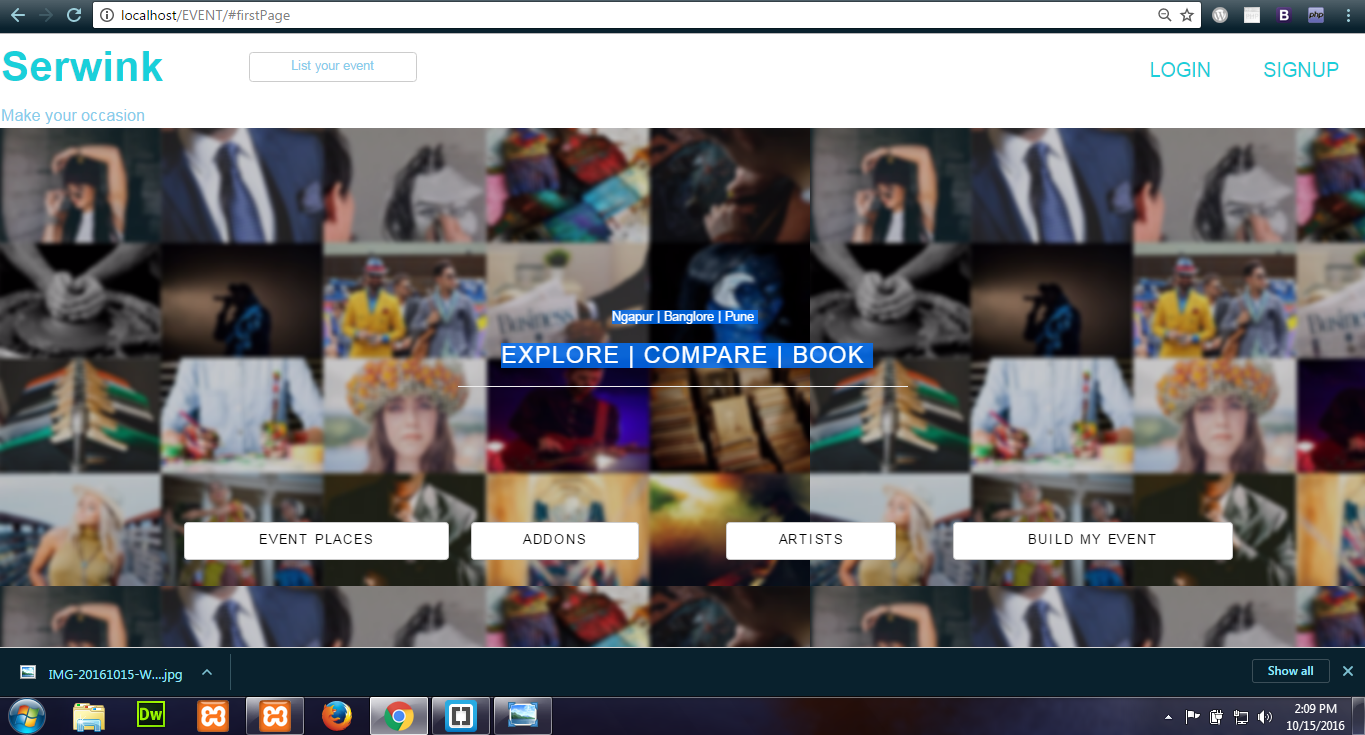 localhost/EVENT/#firstPage
B
php
Serwink
List your event
LOGIN
SIGNUP
Make your occasion
Business
Business
Ngapur | Banglore | Pune
EXPLORE | COMPARE | BOOK
EVENT PLACES
ADDONS
ARTISTS
BUILD MY EVENT
IMG-20161015-W....jpg
Show all
Dw
2:09 PM
10/15/2016